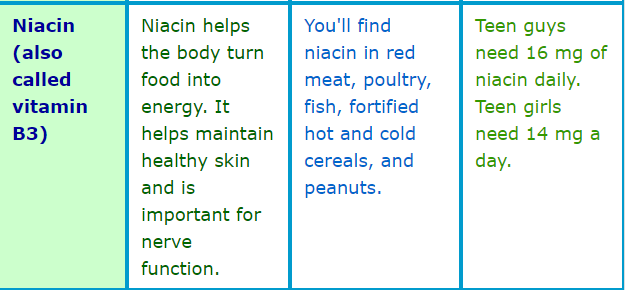 Niacin
(also
called
vitamin
B3)
Niacin helps
the body turn
food into
energy. It
helps maintain
healthy skin
and is
important for
nerve
function.
You'll find
niacin in red
meat, poultry,
fish, fortified
hot and cold
cereals, and
peanuts.
Teen guys
need 16 mg of
niacin daily.
Teen girls
need 14 mg a
day.